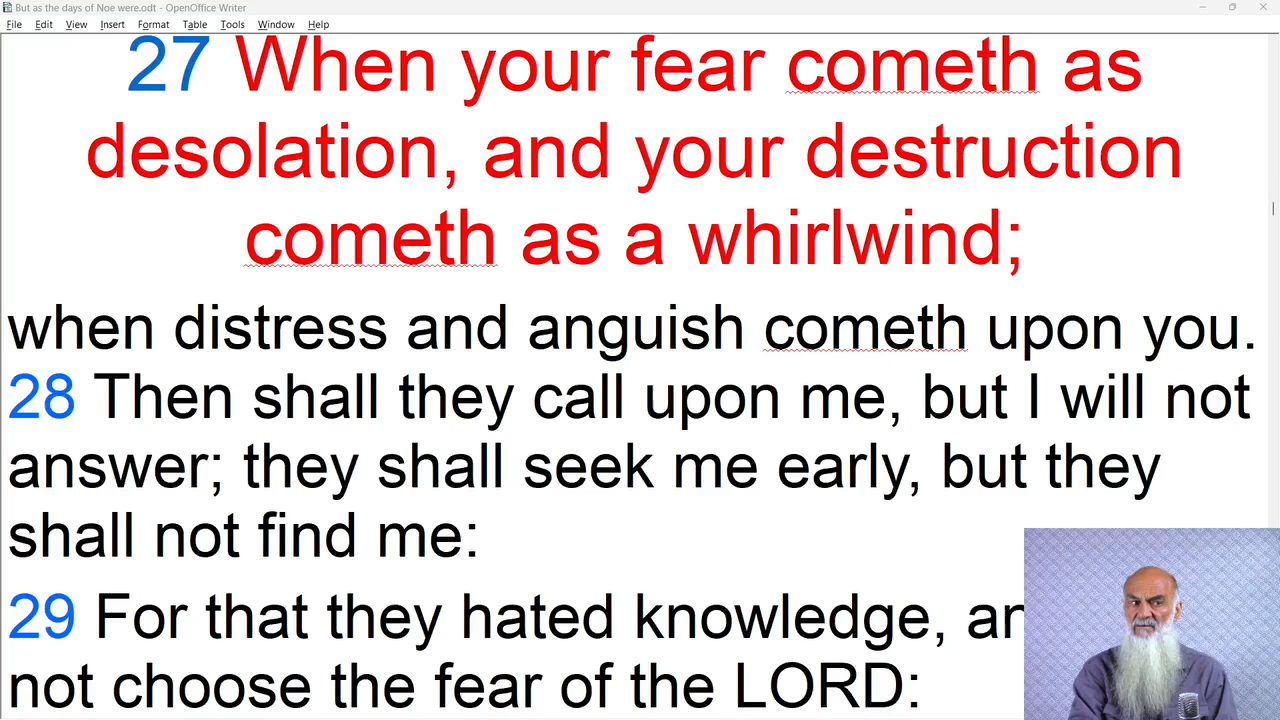 But as the days of Noe were.odt - OpenOffice Writer
File Edit View Insert Format Table Tools Window Help
27 When your fear cometh as
desolation, and your destruction
cometh as a whirlwind;
when distress and anguish cometh upon you.
28 Then shall they call upon me, but I will not
answer; they shall seek me early, but they
shall not find me:
29 For that they hated knowledge,
not choose the fear of the LORD: